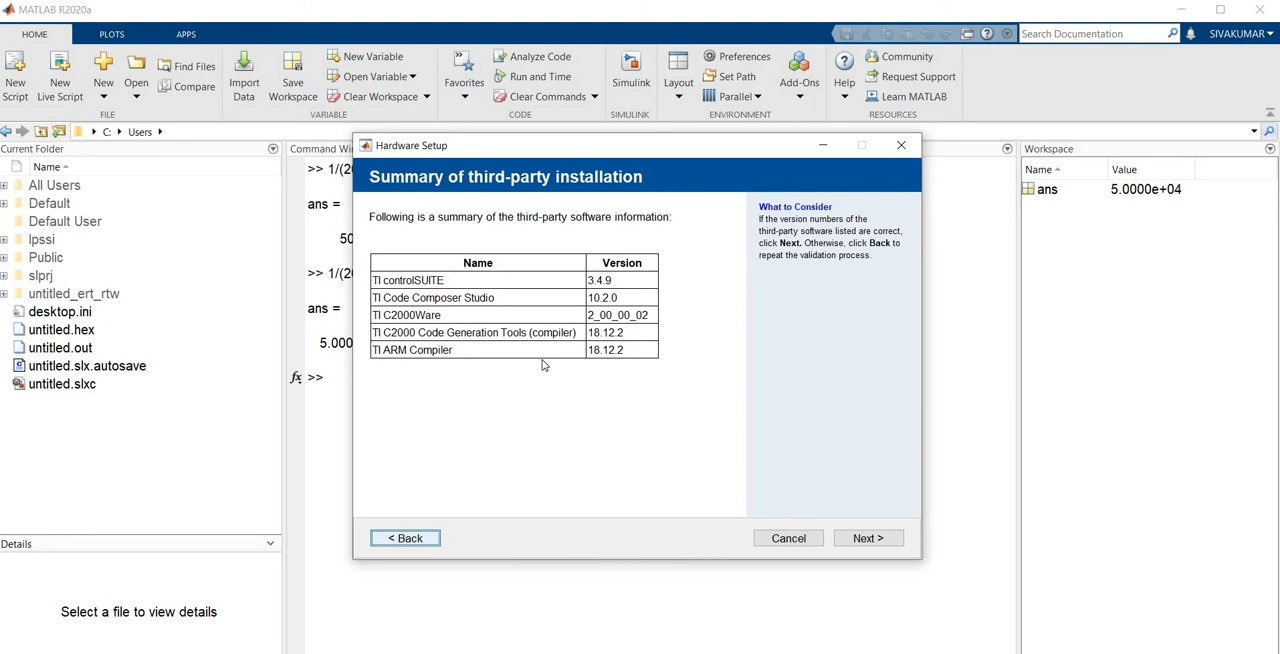 MATLAB R2020a
HOME
PLOTS
APPS
Search Documentation
SIVAKUMAR
New Script
New Live Script
New
Open
Find Files
Compare
FILE
Import Data
Save Workspace
New Variable
Open Variable
Clear Workspace
VARIABLE
Favorites
Analyze Code
Run and Time
Clear Commands
CODE
Simulink
SIMULINK
Layout
Preferences
Set Path
Parallel
Add-Ons
ENVIRONMENT
Help
Community
Request Support
Learn MATLAB
RESOURCES
C: Users
Current Folder
Name
All Users
Default
Default User
lpssi
Public
slprj
untitled_ert_rtw
desktop.ini
untitled.hex
untitled.out
untitled.slx.autosave
untitled.slxc
Details
Select a file to view details
Command Wi
>> 1/(20
ans =
50
>> 1/(20
ans =
5.000
fx >>
Hardware Setup
Summary of third-party installation
Following is a summary of the third-party software information:
Name Version
TI controlSUITE 3.4.9
TI Code Composer Studio 10.2.0
TI C2000Ware 2_00_00_02
TI C2000 Code Generation Tools (compiler) 18.12.2
TI ARM Compiler 18.12.2
What to Consider
If the version numbers of the
third-party software listed are correct,
click Next. Otherwise, click Back to
repeat the validation process.
< Back
Cancel
Next >
Workspace
Name Value
ans 5.0000e+04